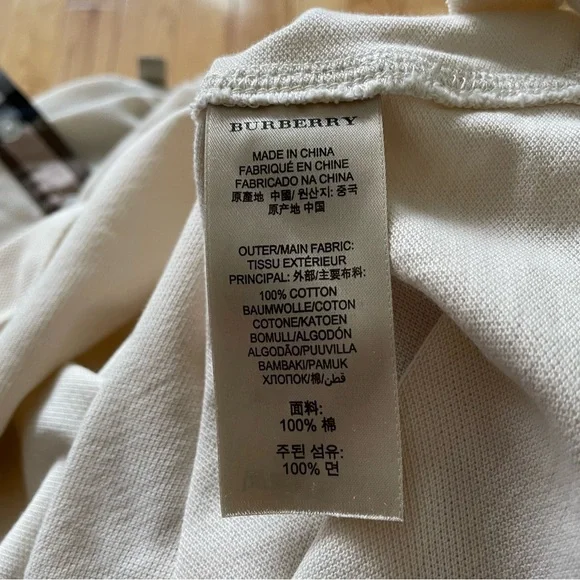 BURBERRY
MADE IN CHINA
FABRIQUÉ EN CHINE
FABRICADO NA CHINA
原產地 中國/ 원산지: 중국
原产地 中国
OUTER/MAIN FABRIC:
TISSU EXTÉRIEUR
PRINCIPAL: 外部/主要布料:
100% COTTON
BAUMWOLLE/COTON
COTONE/KATOEN
BOMULL/ALGODÓN
ALGODÃO/PUUVILLA
BAMBAKI/PAMUK
ХЛОПОК/棉/قطن
面料:
100% 棉
주된 섬유:
100% 면